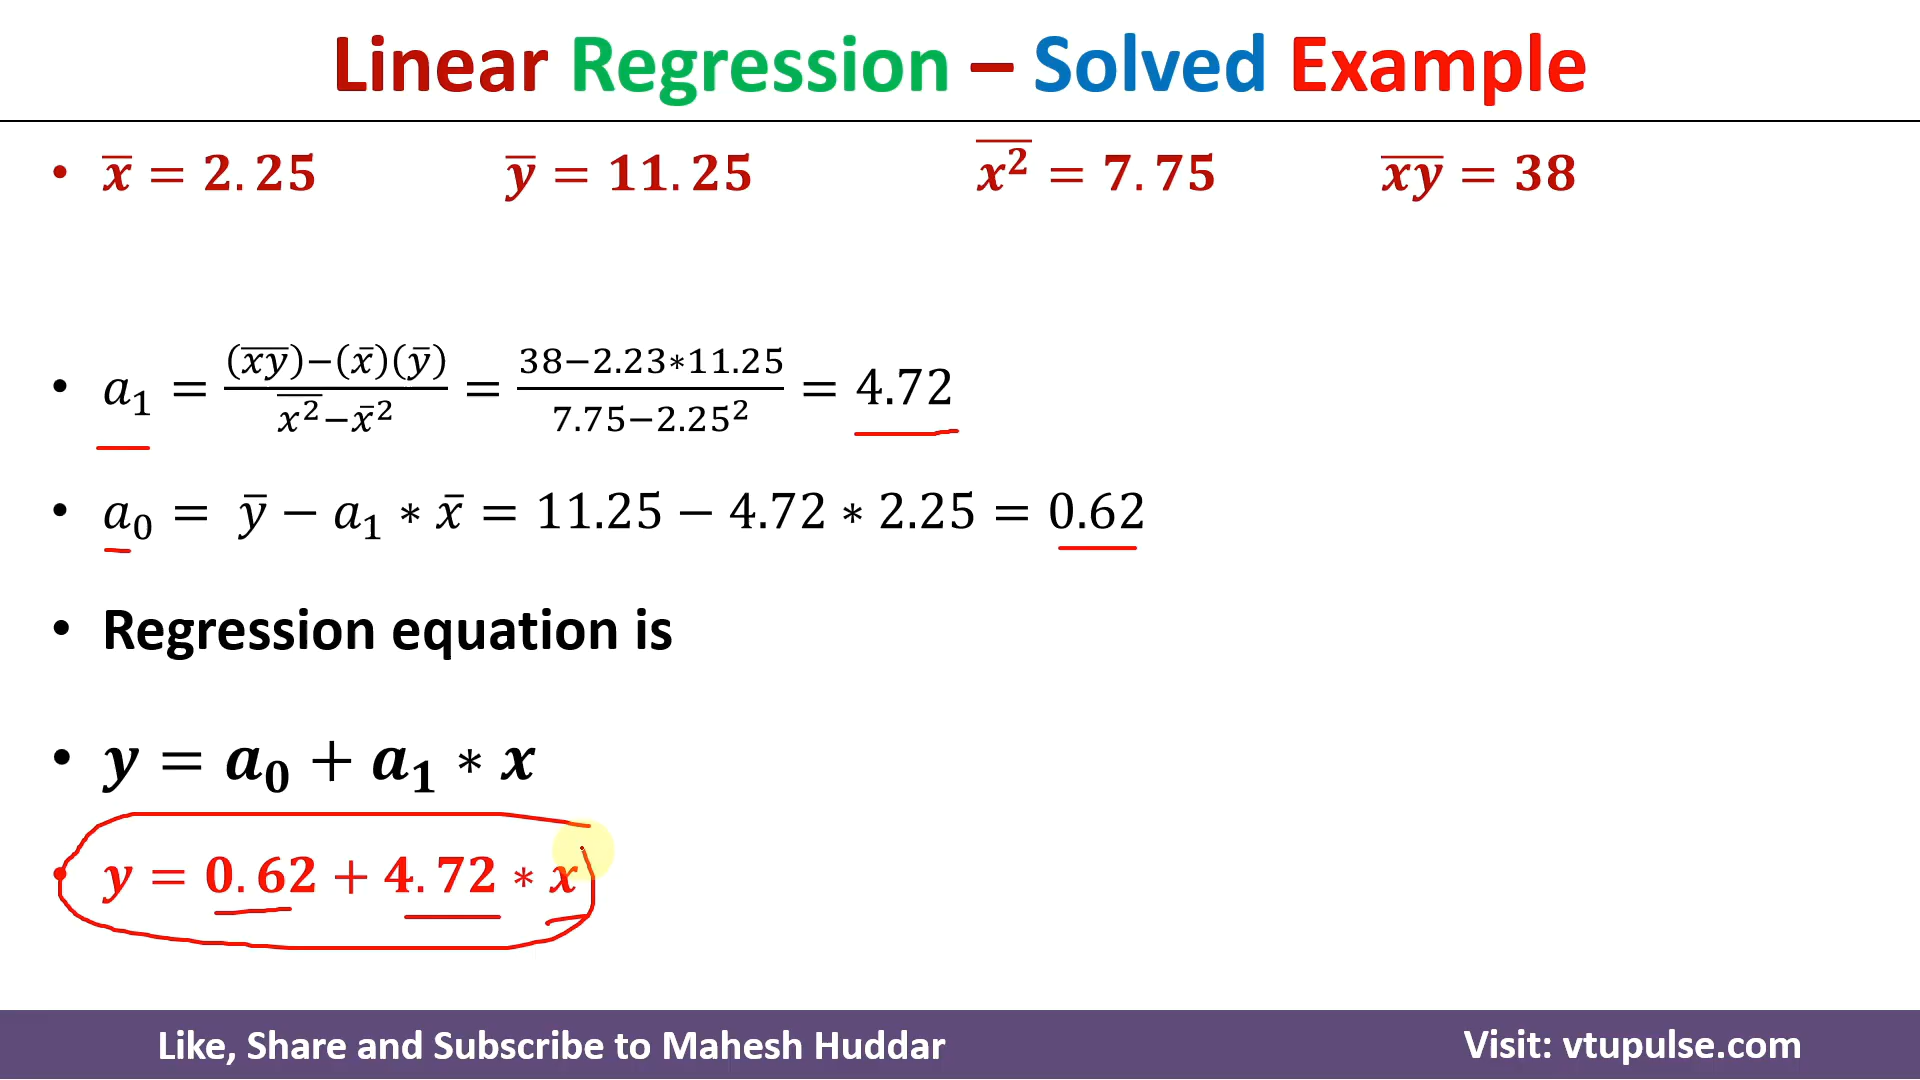 Linear Regression – Solved Example
• x̅ = 2.25 y̅ = 11.25 x²̅ = 7.75 x̅y̅ = 38
• a₁ = ((x̅y̅)−(x̅)(y̅))/(x²̅−x̅²) = (38−2.23∗11.25)/(7.75−2.25²) = 4.72
• a₀ = y̅ − a₁ ∗ x̅ = 11.25 − 4.72 ∗ 2.25 = 0.62
• Regression equation is
• y = a₀ + a₁ ∗ x
• y = 0.62 + 4.72 ∗ x
Like, Share and Subscribe to Mahesh Huddar Visit: vtupulse.com